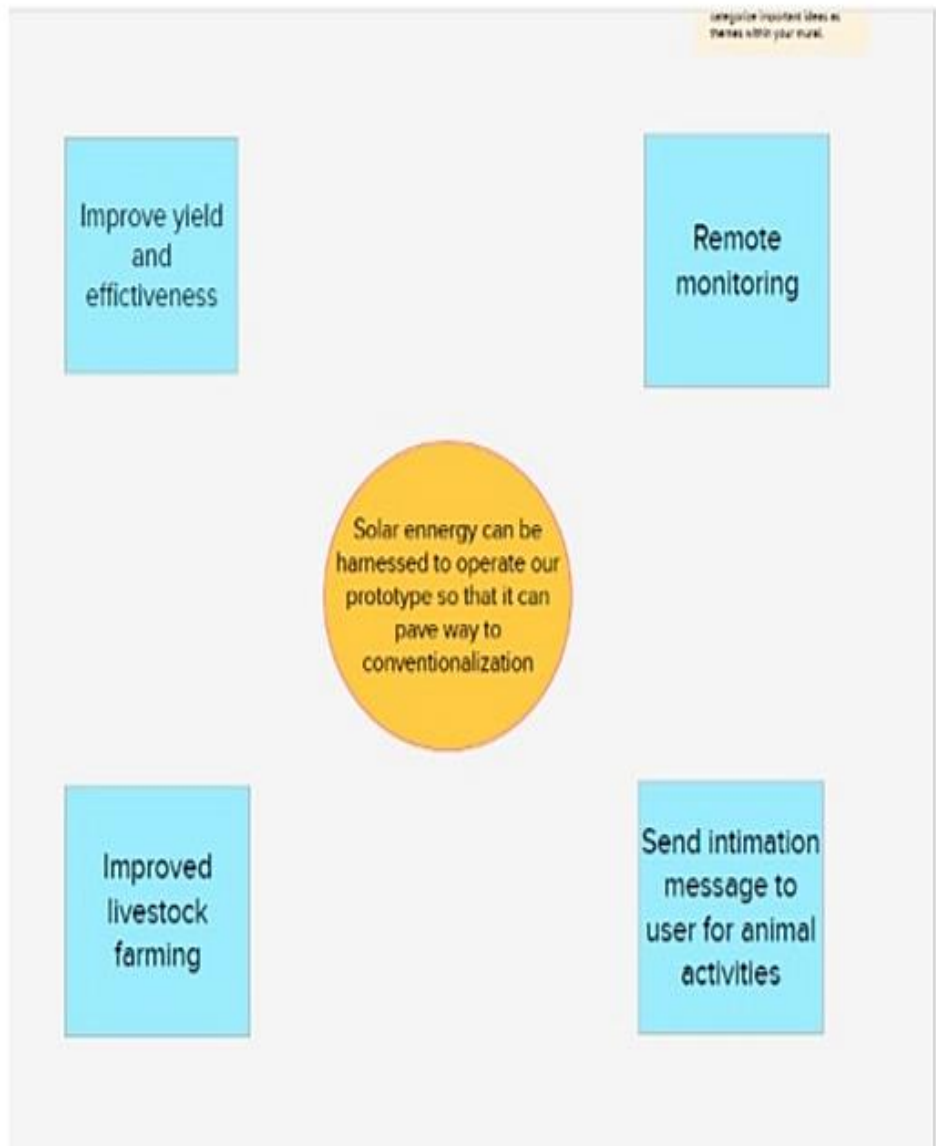 categorize important ideas as
themes within your mural.
Improve yield
and
effictiveness
Remote
monitoring
Solar ennergy can be
harnessed to operate our
prototype so that it can
pave way to
conventionalization
Improved
livestock
farming
Send intimation
message to
user for animal
activities